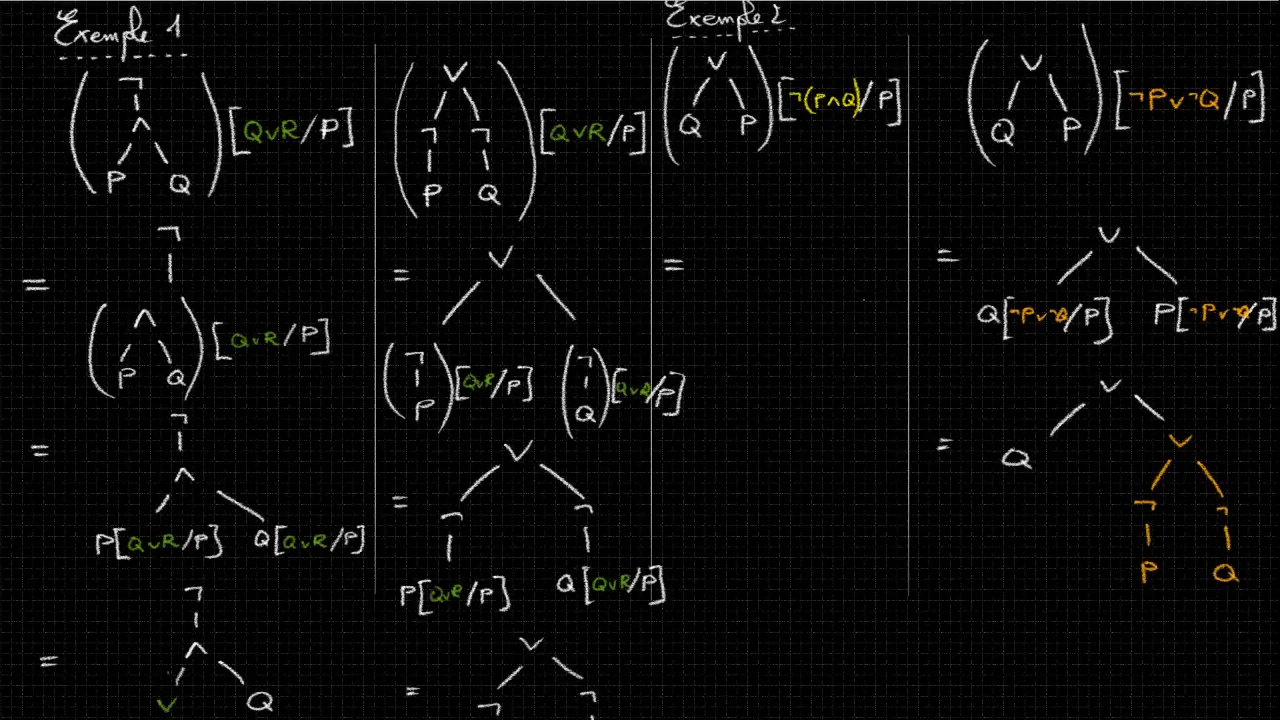 Exemple 1
¬
∧
P Q
[Q∨R/P]
=
¬
(∧
P Q)
[Q∨R/P]
=
¬
∧
P[Q∨R/P] Q[Q∨R/P]
=
¬
∧
∨ Q
∨
¬ ¬
P Q
[Q∨R/P]
=
∨
(¬ P)[Q∨R/P] (¬ Q)[Q∨R/P]
=
∨
¬ ¬
P[Q∨R/P] Q[Q∨R/P]
=
∨
¬ ¬
Exemple 2
(∨
Q P)
[¬(P∧Q)/P]
=
(∨
Q P)
[¬P∨¬Q/P]
=
∨
Q[¬P∨¬Q/P] P[¬P∨¬Q/P]
=
∨
Q ∨
¬ ¬
P Q